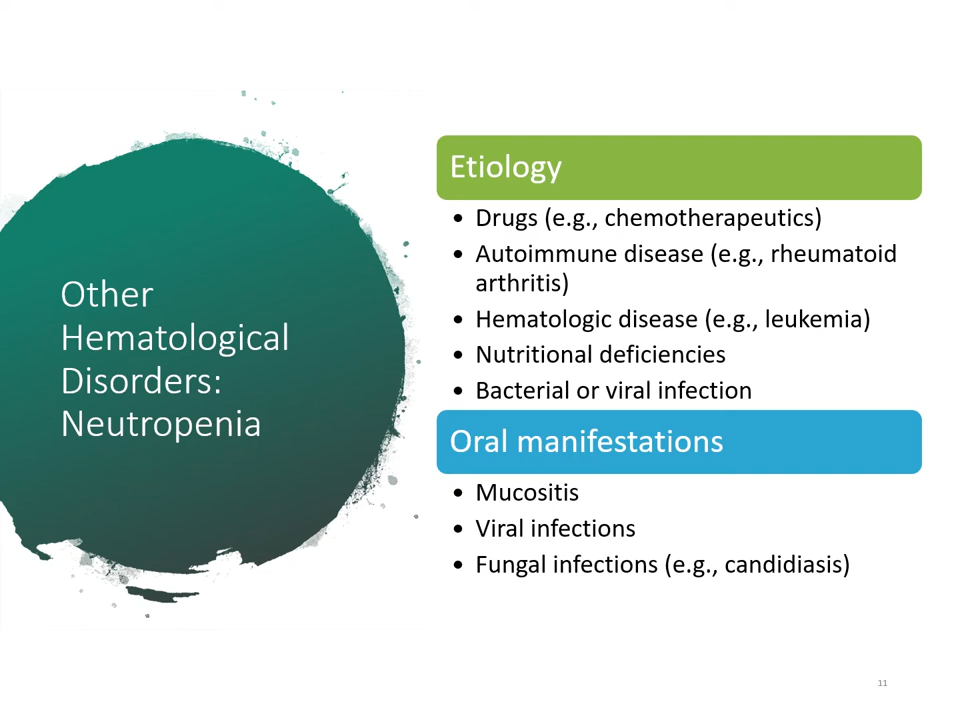 Other
Hematological
Disorders:
Neutropenia
Etiology
• Drugs (e.g., chemotherapeutics)
• Autoimmune disease (e.g., rheumatoid
arthritis)
• Hematologic disease (e.g., leukemia)
• Nutritional deficiencies
• Bacterial or viral infection
Oral manifestations
• Mucositis
• Viral infections
• Fungal infections (e.g., candidiasis)
11